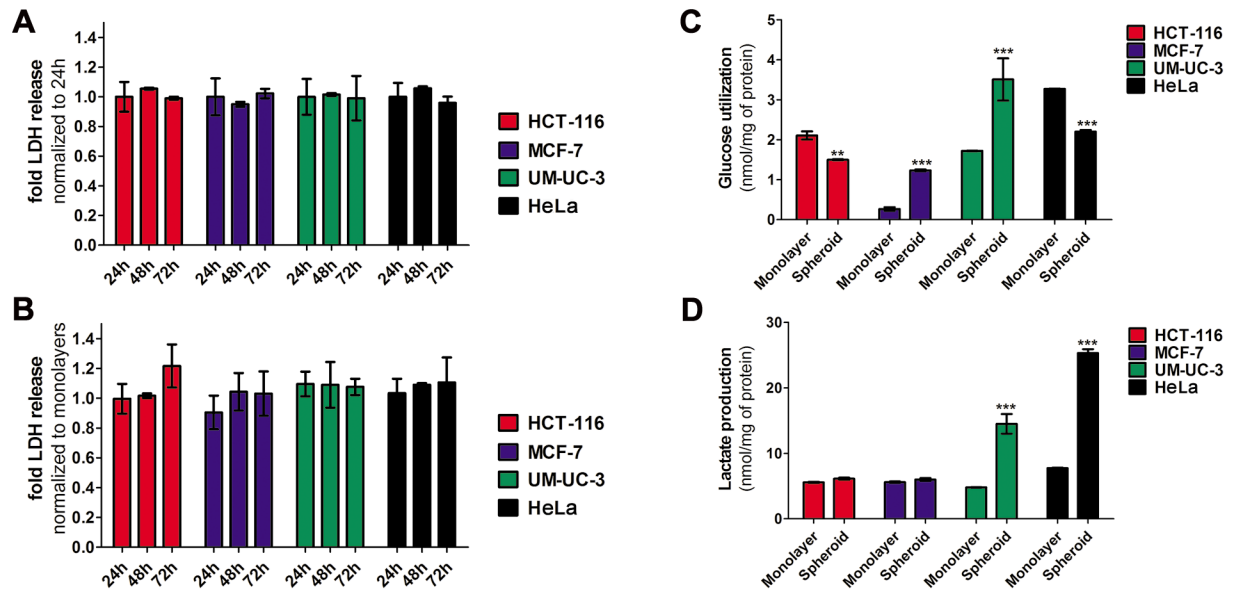 A
fold LDH release
normalized to 24h
1.4
1.2
1.0
0.8
0.6
0.4
0.2
0.0
24h 48h 72h 24h 48h 72h 24h 48h 72h 24h 48h 72h
HCT-116
MCF-7
UM-UC-3
HeLa
B
fold LDH release
normalized to monolayers
1.4
1.2
1.0
0.8
0.6
0.4
0.2
0.0
24h 48h 72h 24h 48h 72h 24h 48h 72h 24h 48h 72h
HCT-116
MCF-7
UM-UC-3
HeLa
C
Glucose utilization
(nmol/mg of protein)
5
4
3
2
1
0
** *** *** ***
Monolayer Spheroid Monolayer Spheroid Monolayer Spheroid Monolayer Spheroid
HCT-116
MCF-7
UM-UC-3
HeLa
D
Lactate production
(nmol/mg of protein)
30
20
10
0
*** ***
Monolayer Spheroid Monolayer Spheroid Monolayer Spheroid Monolayer Spheroid
HCT-116
MCF-7
UM-UC-3
HeLa